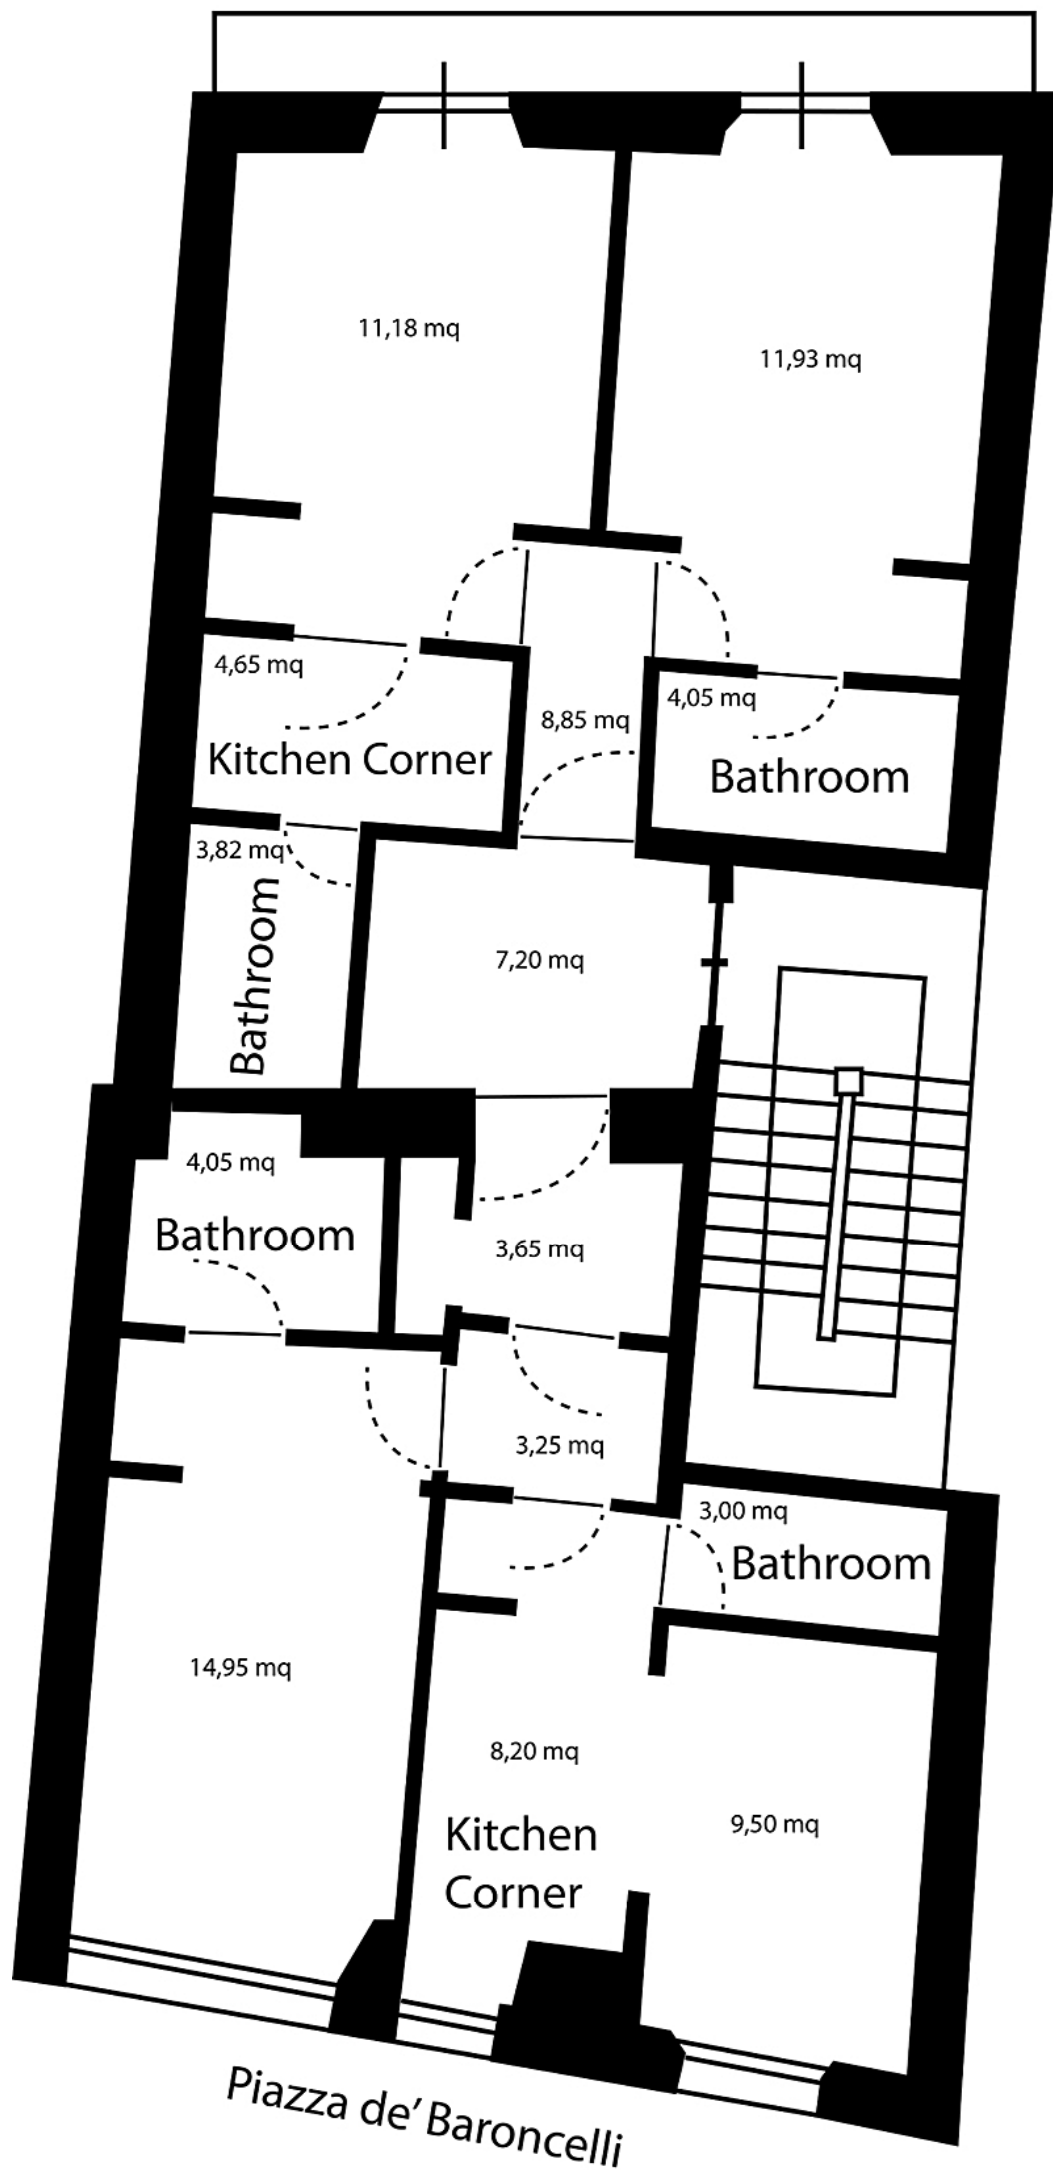 11,18 mq
11,93 mq
4,65 mq
Kitchen Corner
8,85 mq
4,05 mq
Bathroom
3,82 mq
Bathroom
7,20 mq
4,05 mq
Bathroom
3,65 mq
3,25 mq
3,00 mq
Bathroom
14,95 mq
8,20 mq
Kitchen
Corner
9,50 mq
Piazza de’ Baroncelli